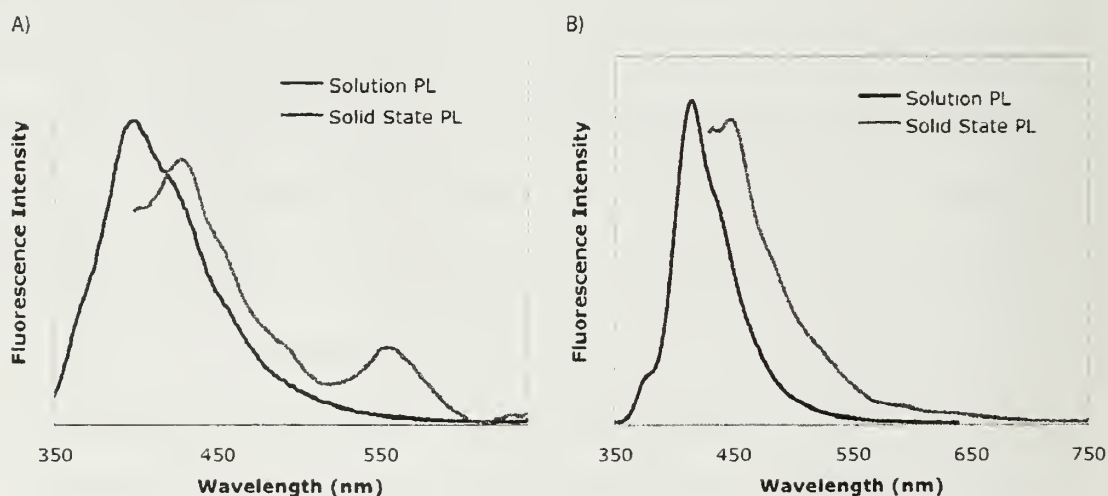 A)
Solution PL
Solid State PL
Fluorescence Intensity
350
450
550
Wavelength (nm)
B)
Solution PL
Solid State PL
Fluorescence Intensity
350
450
550
650
750
Wavelength (nm)